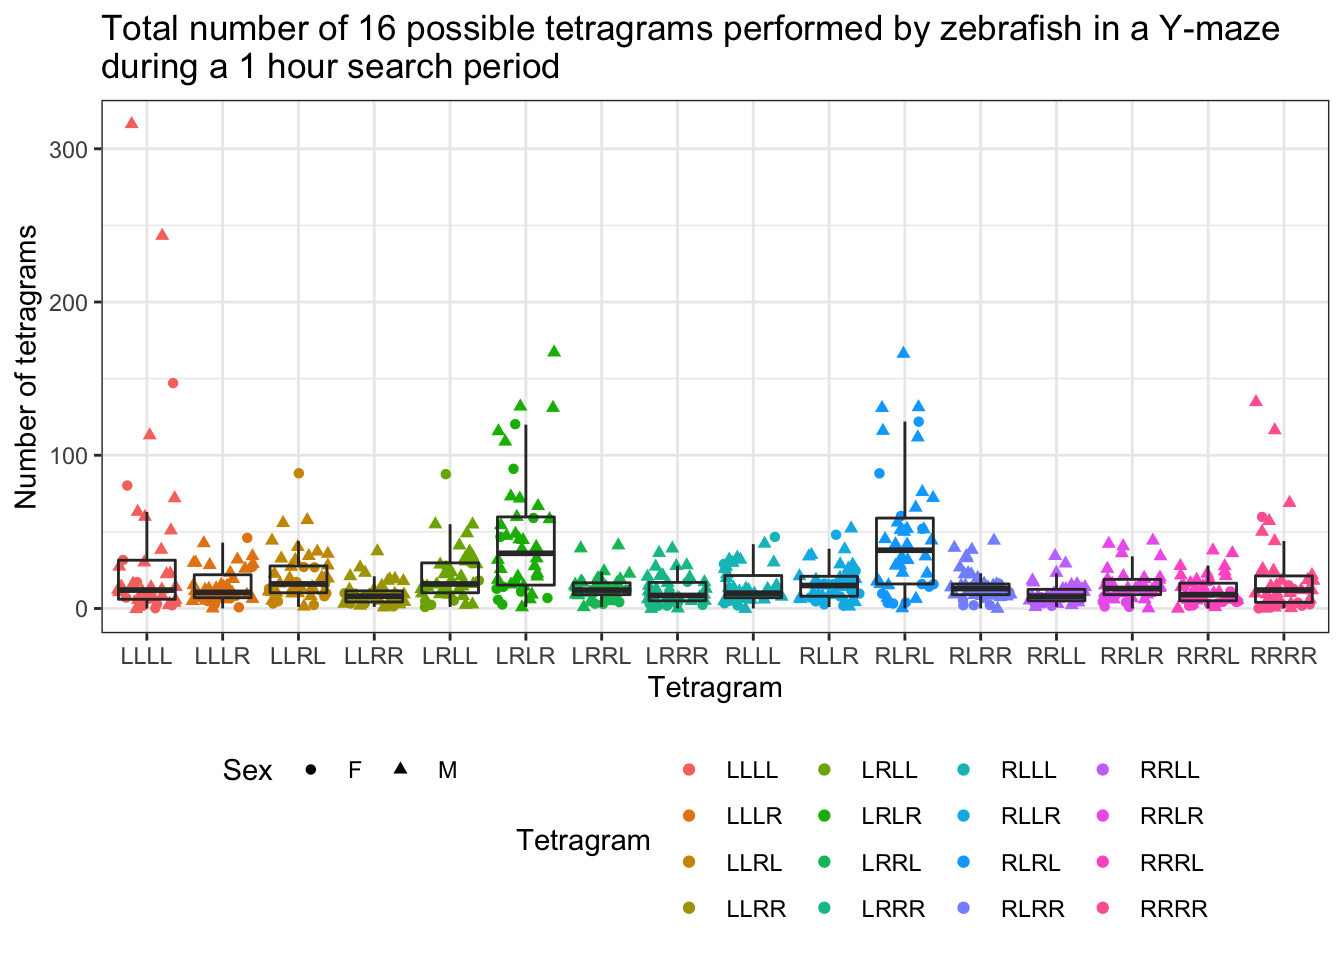 Total number of 16 possible tetragrams performed by zebrafish in a Y-maze
during a 1 hour search period
Number of tetragrams
300
200
100
0
LLLL LLLR LLRL LLRR LRLL LRLR LRRL LRRR RLLL RLLR RLRL RLRR RRLL RRLR RRRL RRRR
Tetragram
Sex F M
Tetragram
LLLL LRLL RLLL RRLL
LLLR LRLR RLLR RRLR
LLRL LRRL RLRL RRRL
LLRR LRRR RLRR RRRR